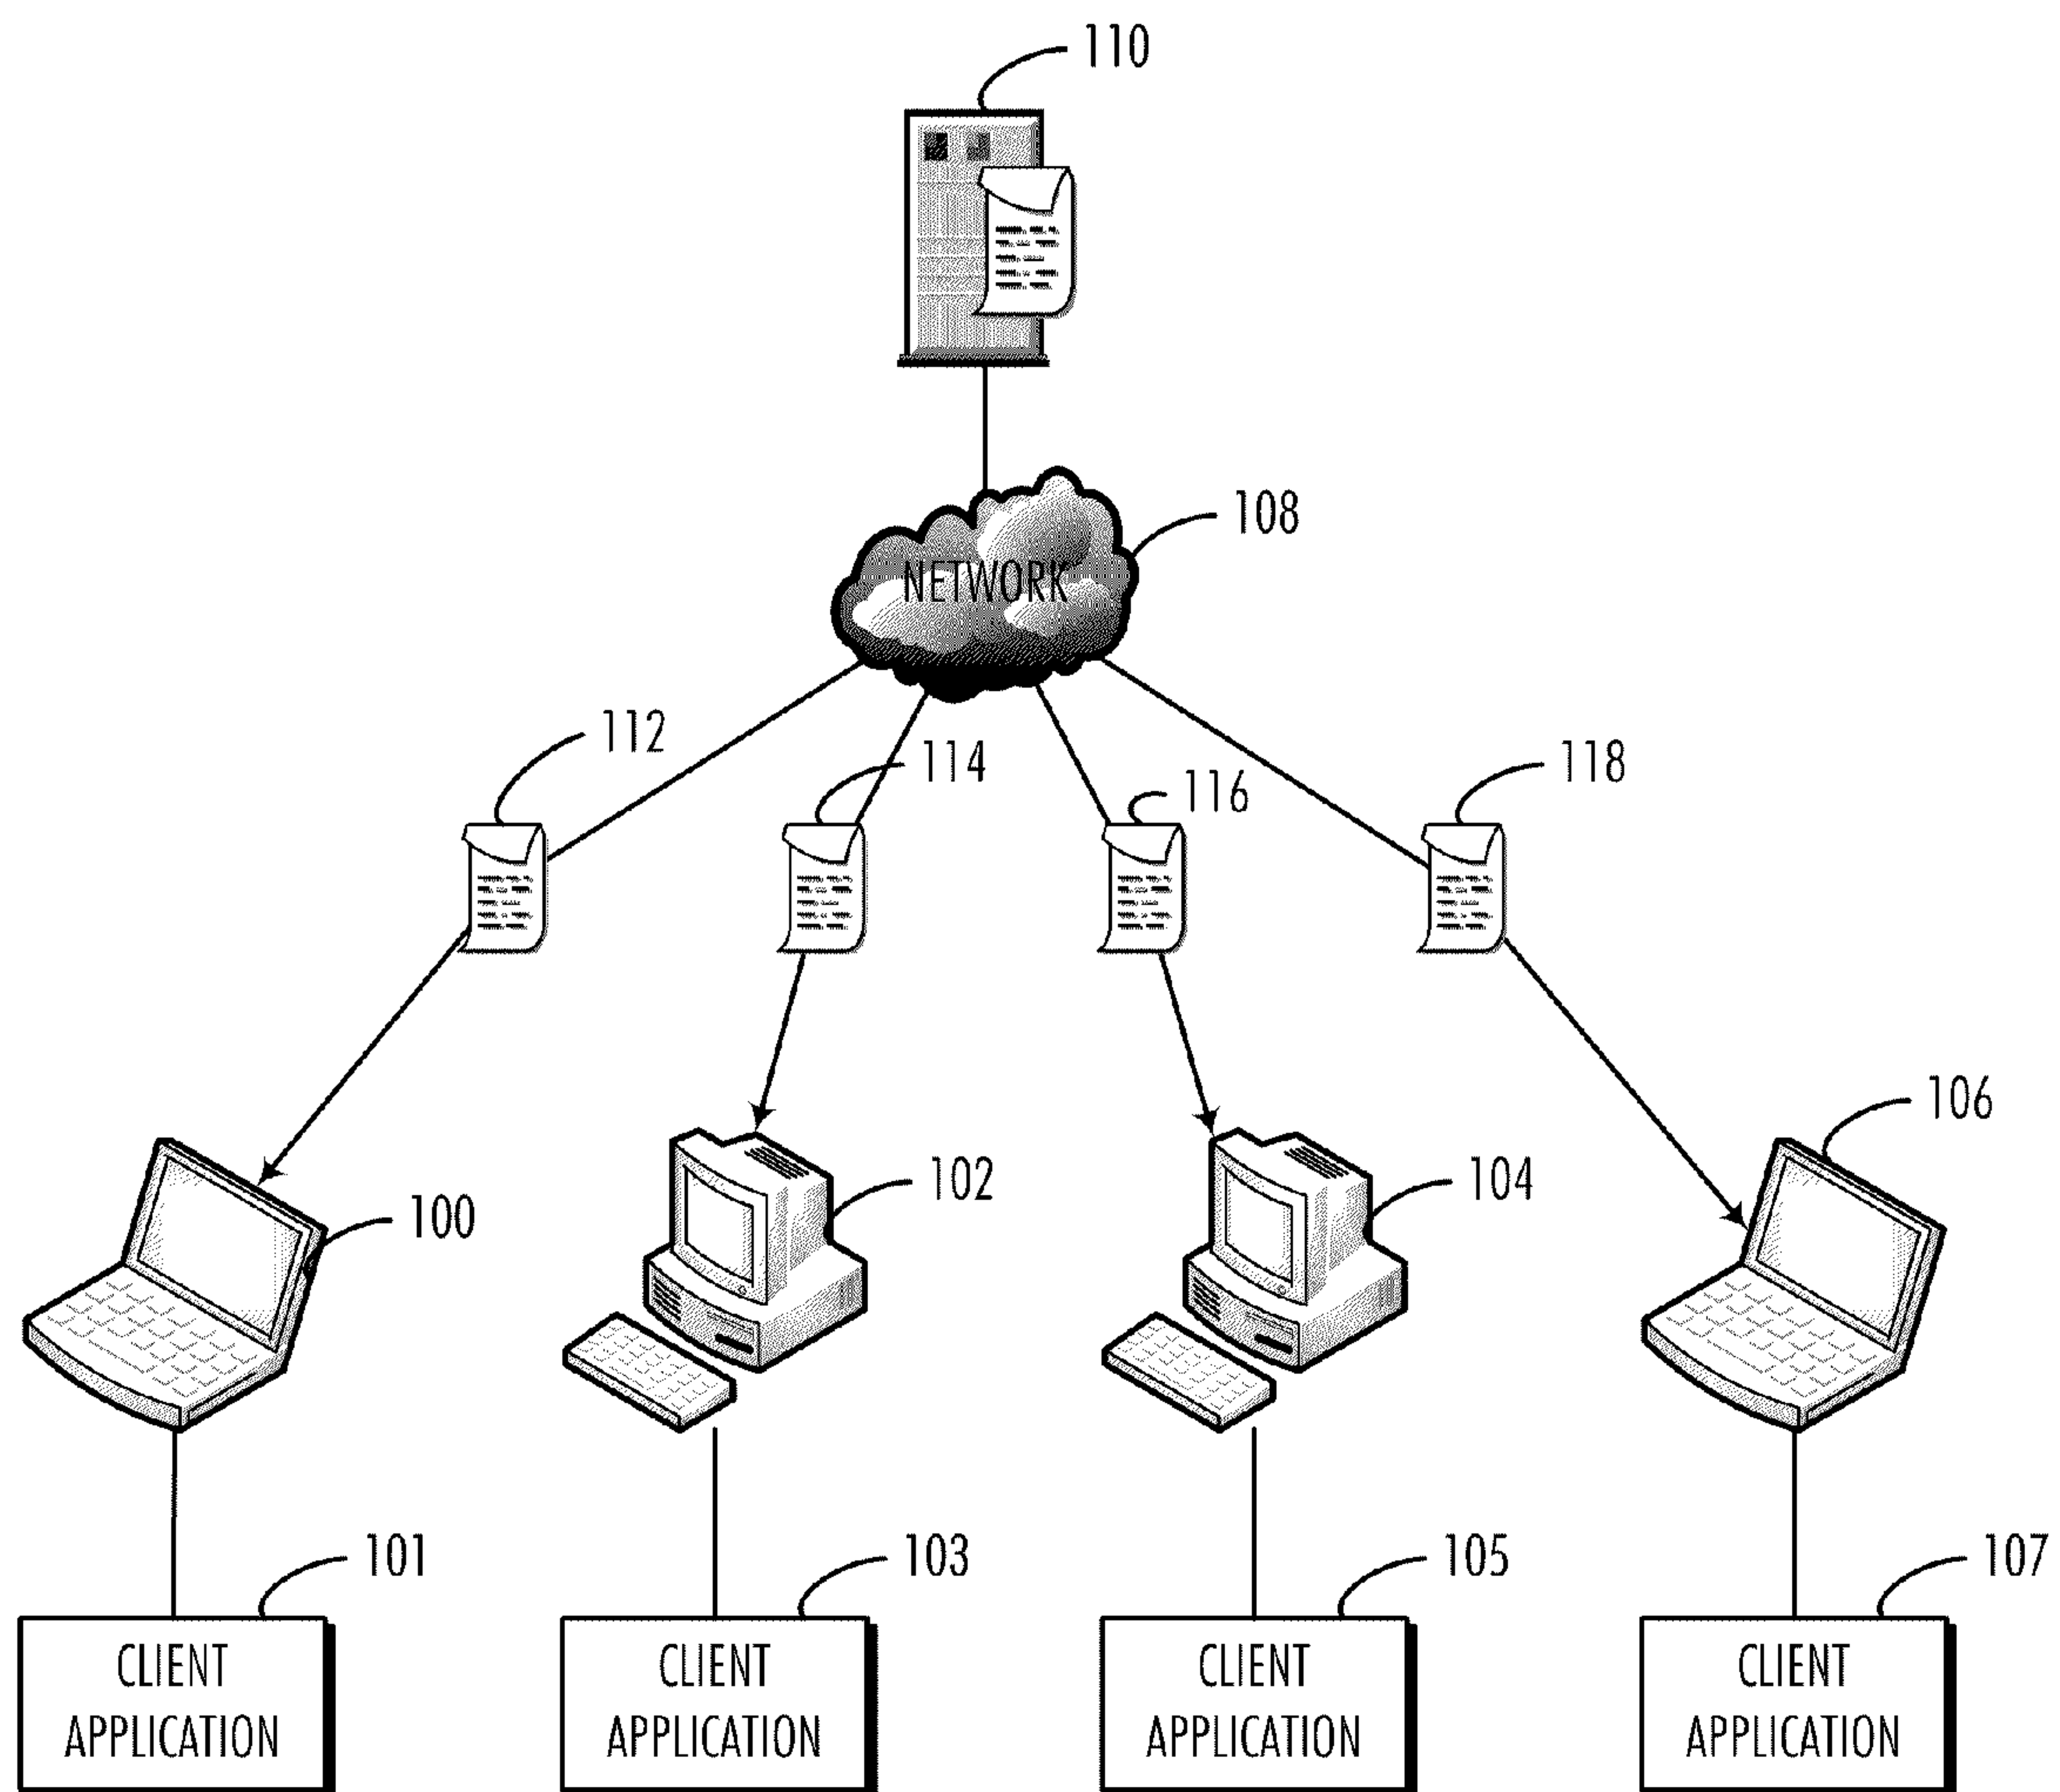 110
108
NETWORK
112
114
116
118
106
102
104
100
101
103
105
107
CLIENT
APPLICATION
CLIENT
APPLICATION
CLIENT
APPLICATION
CLIENT
APPLICATION